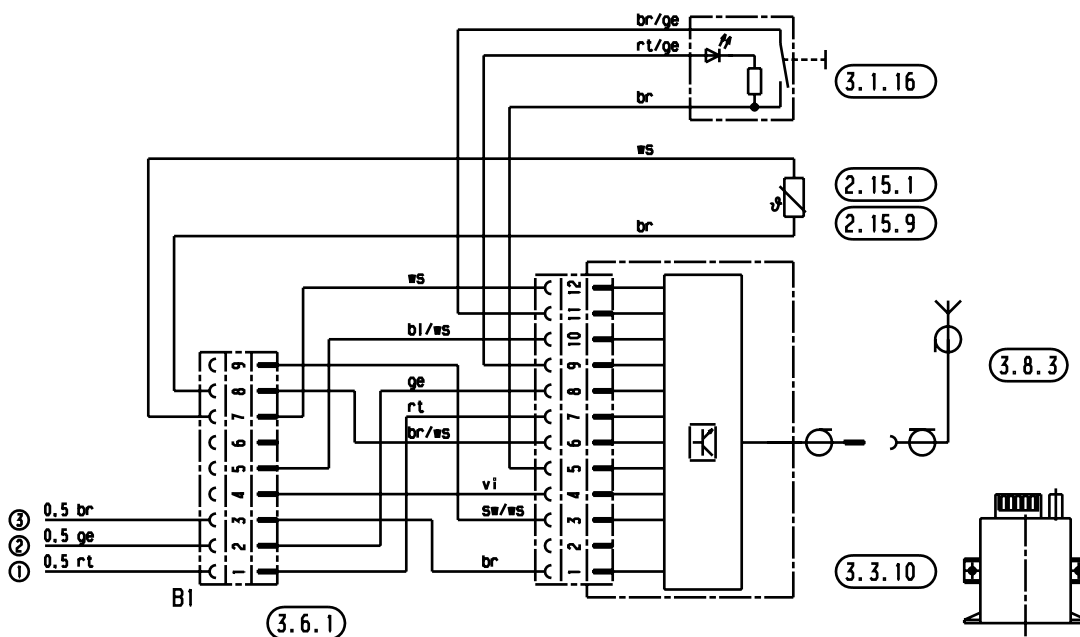 br/ge
rt/ge
3.1.16
br
ws
2.15.1
ϑ
2.15.9
br
ws
12
11
bl/ws
10
3.8.3
9
9
ge
8
8
rt
7
7
br/ws
6
6
5
5
vi
4
4
sw/ws
3 0.5 br
3
3
2 0.5 ge
2
2
1 0.5 rt
1
br
1
3.3.10
B1
3.6.1